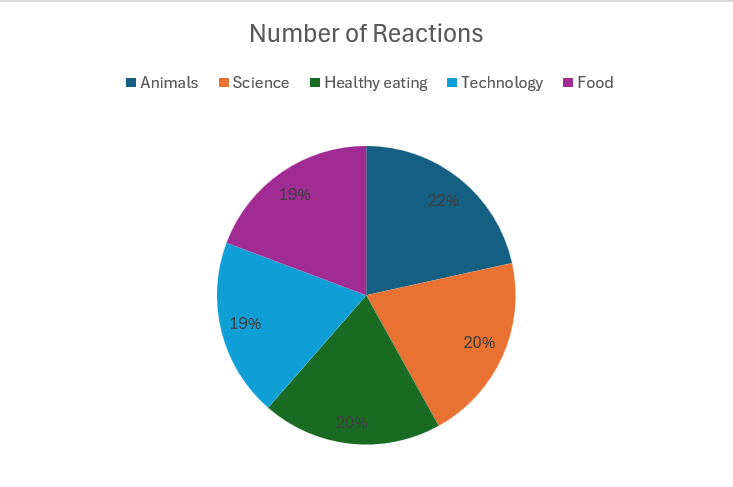 Number of Reactions
Animals Science Healthy eating Technology Food
19% 22%
19% 20%
20%